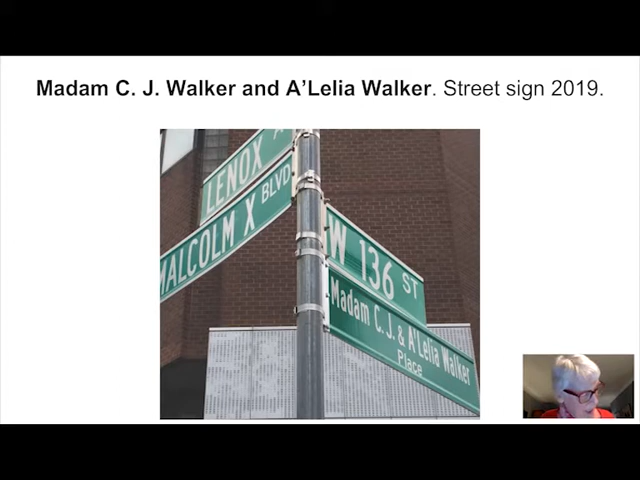 Madam C. J. Walker and A’Lelia Walker. Street sign 2019.
LENOX A
MALCOLM X BLVD
W 136 ST
Madam C. J. & A'Lelia Walker
Place